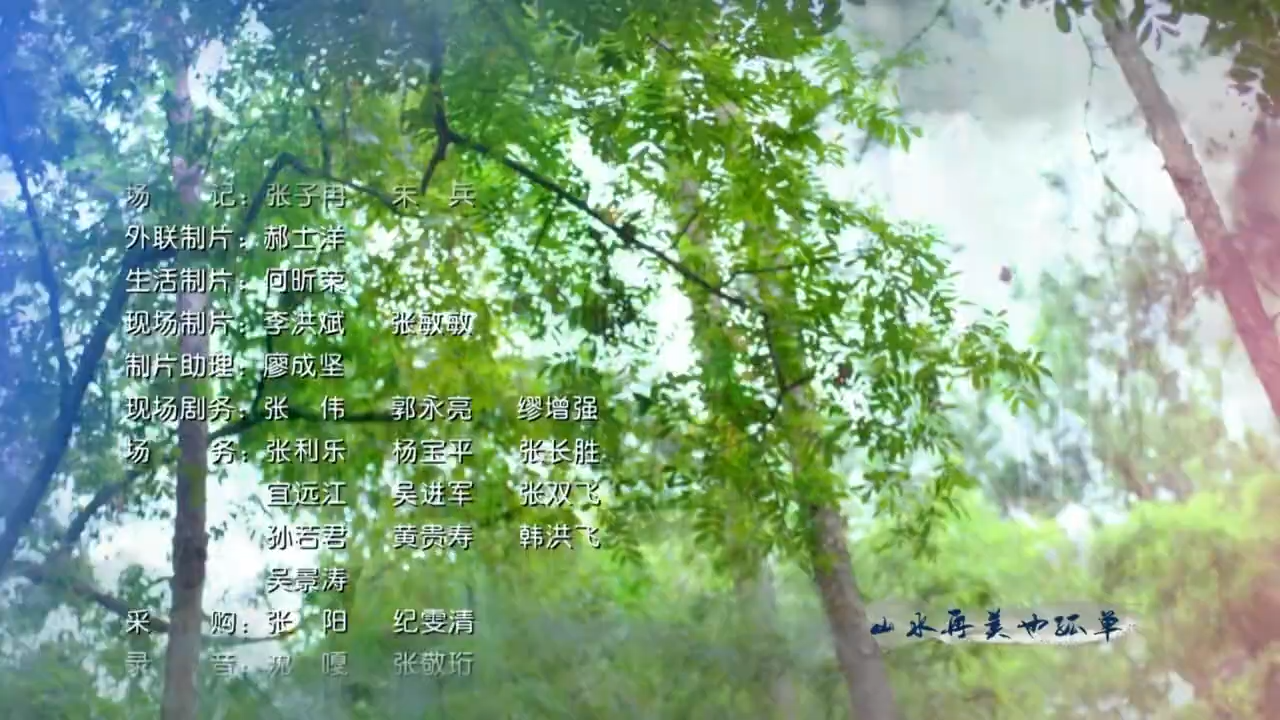 场　　记：张子冉　宋　兵
外联制片：郝士洋
生活制片：何昕荣
现场制片：李洪斌　张敏敏
制片助理：廖成坚
现场剧务：张　伟　郭永亮　缪增强
场　　务：张利乐　杨宝平　张长胜
宜远江　吴进军　张双飞
孙若君　黄贵寿　韩洪飞
吴景涛
采　　购：张　阳　纪雯清
录　　音：　嘎　张敬珩
山水再美也孤单